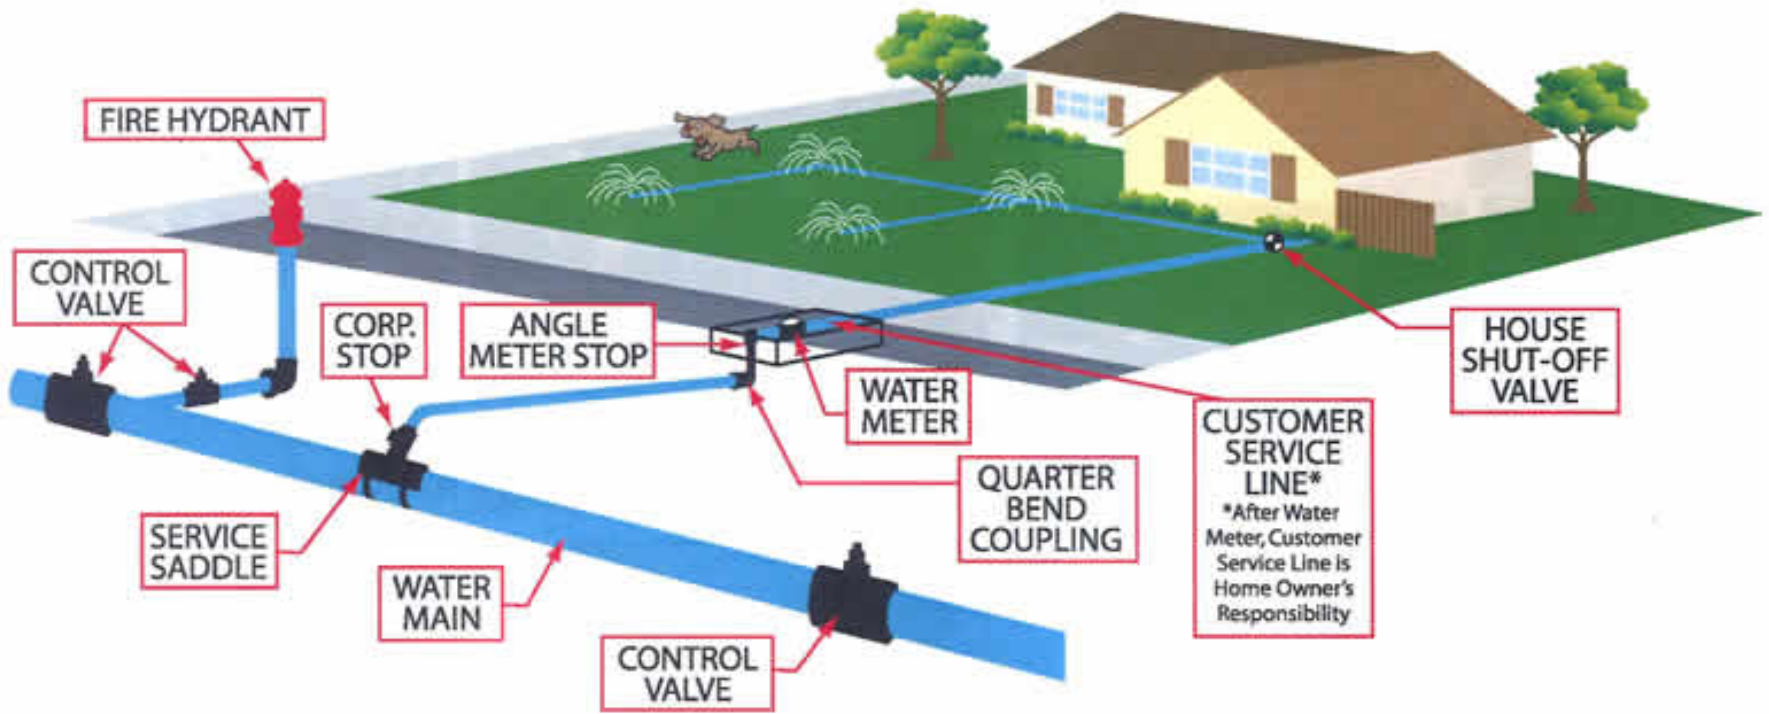 FIRE HYDRANT
CONTROL
VALVE
CORP.
STOP
ANGLE
METER STOP
WATER
METER
HOUSE
SHUT-OFF
VALVE
CUSTOMER
SERVICE
LINE*
*After Water
Meter, Customer
Service Line is
Home Owner's
Responsibility
QUARTER
BEND
COUPLING
SERVICE
SADDLE
WATER
MAIN
CONTROL
VALVE